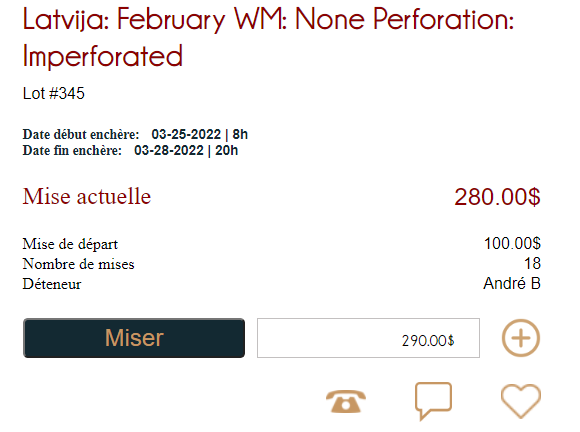 Latvija: February WM: None Perforation:
Imperforated
Lot #345
Date début enchère: 03-25-2022 | 8h
Date fin enchère: 03-28-2022 | 20h
Mise actuelle 280.00$
Mise de départ 100.00$
Nombre de mises 18
Déteneur André B
Miser 290.00$